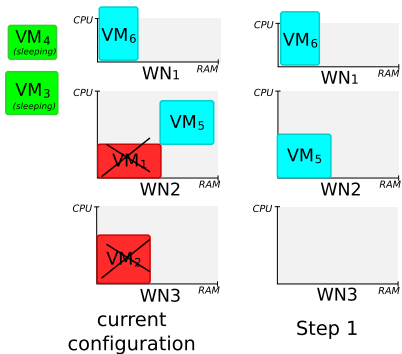 VM4
(sleeping)
VM3
(sleeping)
CPU
VM6
RAM
WN1
CPU
VM5
VM1
RAM
WN2
CPU
VM2
RAM
WN3
current
configuration
CPU
VM6
RAM
WN1
CPU
VM5
RAM
WN2
CPU
RAM
WN3
Step 1